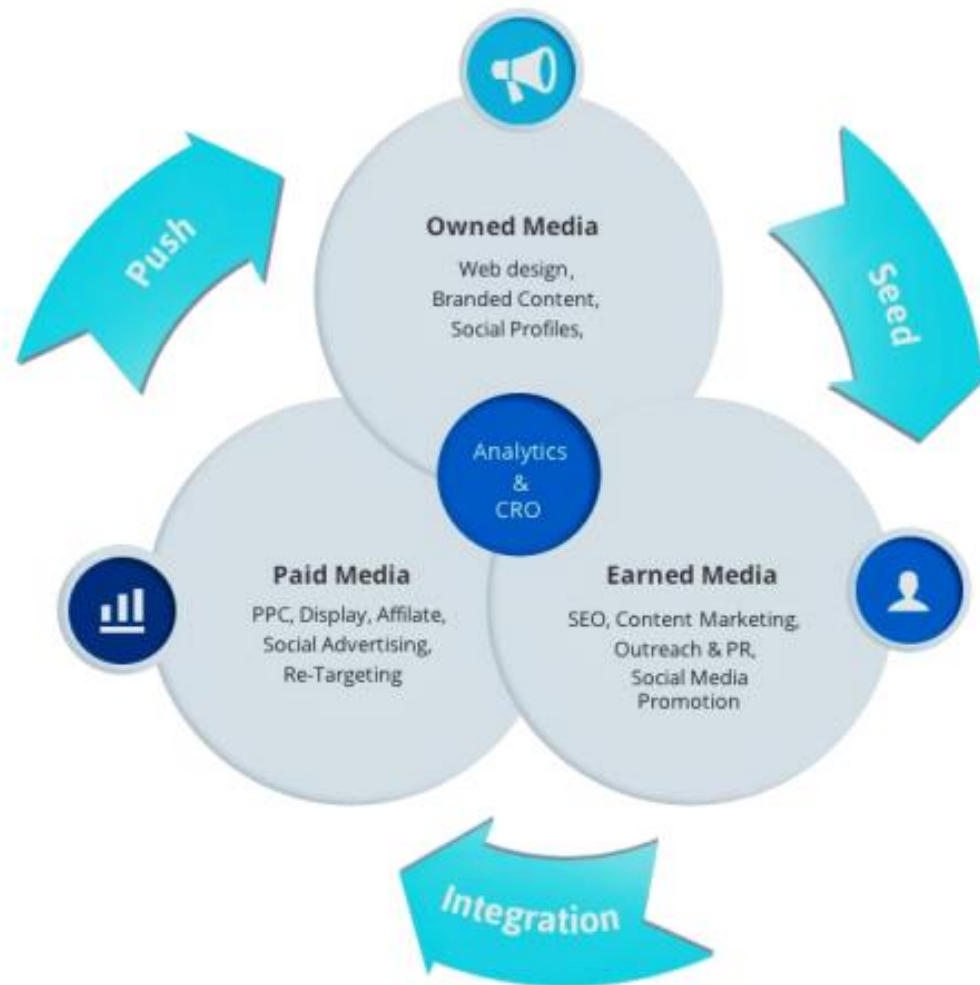 Push
Seed
Owned Media
Web design,
Branded Content,
Social Profiles,
Analytics
&
CRO
Paid Media
PPC, Display, Affilate,
Social Advertising,
Re-Targeting
Earned Media
SEO, Content Marketing,
Outreach & PR,
Social Media
Promotion
Integration